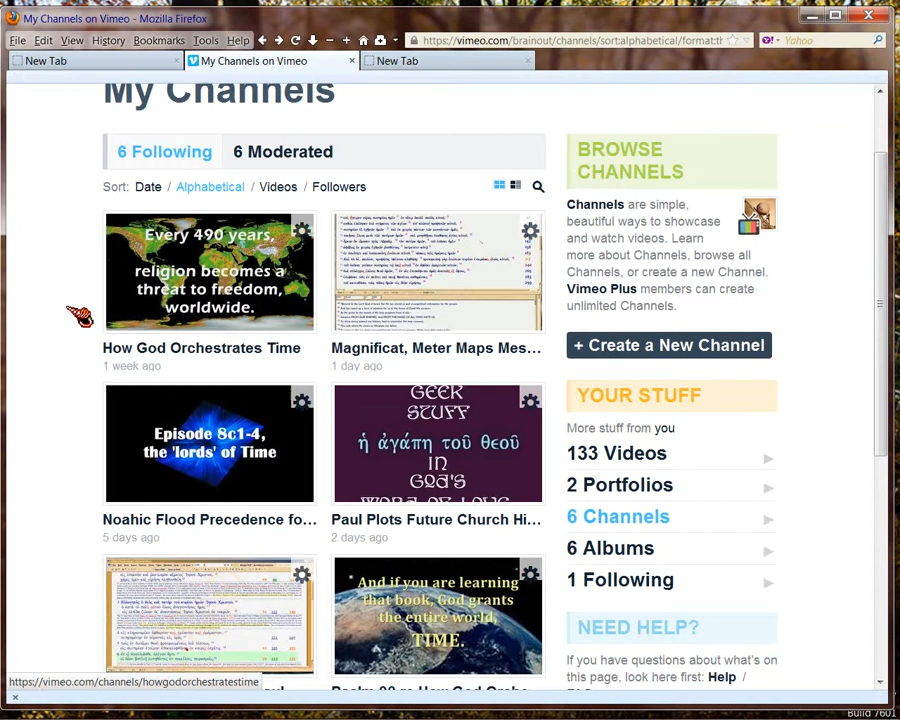 My Channels on Vimeo - Mozilla Firefox
File Edit View History Bookmarks Tools Help
https://vimeo.com/brainout/channels/sort:alphabetical/format:th
Yahoo
New Tab
My Channels on Vimeo
New Tab
My Channels
6 Following
6 Moderated
Sort: Date / Alphabetical / Videos / Followers
Every 490 years
religion becomes a
threat to freedom,
worldwide.
How God Orchestrates Time
1 week ago
Magnificat, Meter Maps Mes...
1 day ago
Episode 8c1-4,
the 'lords' of Time
Noahic Flood Precedence fo...
5 days ago
GEEK
STUFF
ἡ ἀγάπη τοῦ θεοῦ
IN
GOD'S
WORD OF LOVE
Paul Plots Future Church Hi...
2 days ago
And if you are learning
that book, God grants
the entire world,
TIME.
BROWSE
CHANNELS
Channels are simple,
beautiful ways to showcase
and watch videos. Learn
more about Channels, browse all
Channels, or create a new Channel.
Vimeo Plus members can create
unlimited Channels.
+ Create a New Channel
YOUR STUFF
More stuff from you
133 Videos
2 Portfolios
6 Channels
6 Albums
1 Following
NEED HELP?
If you have questions about what's on
this page, look here first: Help /
https://vimeo.com/channels/howgodorchestratestime
Build 7601